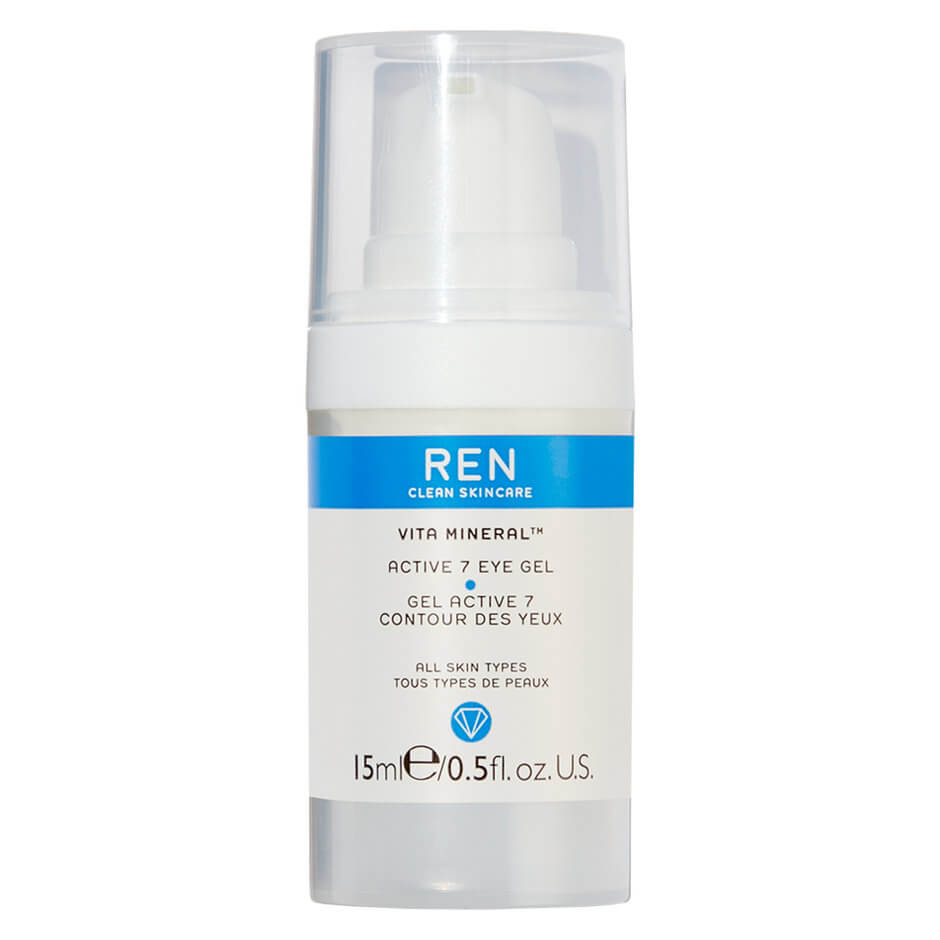 REN
CLEAN SKINCARE
VITA MINERAL™
ACTIVE 7 EYE GEL
GEL ACTIVE 7
CONTOUR DES YEUX
ALL SKIN TYPES
TOUS TYPES DE PEAUX
15ml℮/0.5fl. oz. U.S.